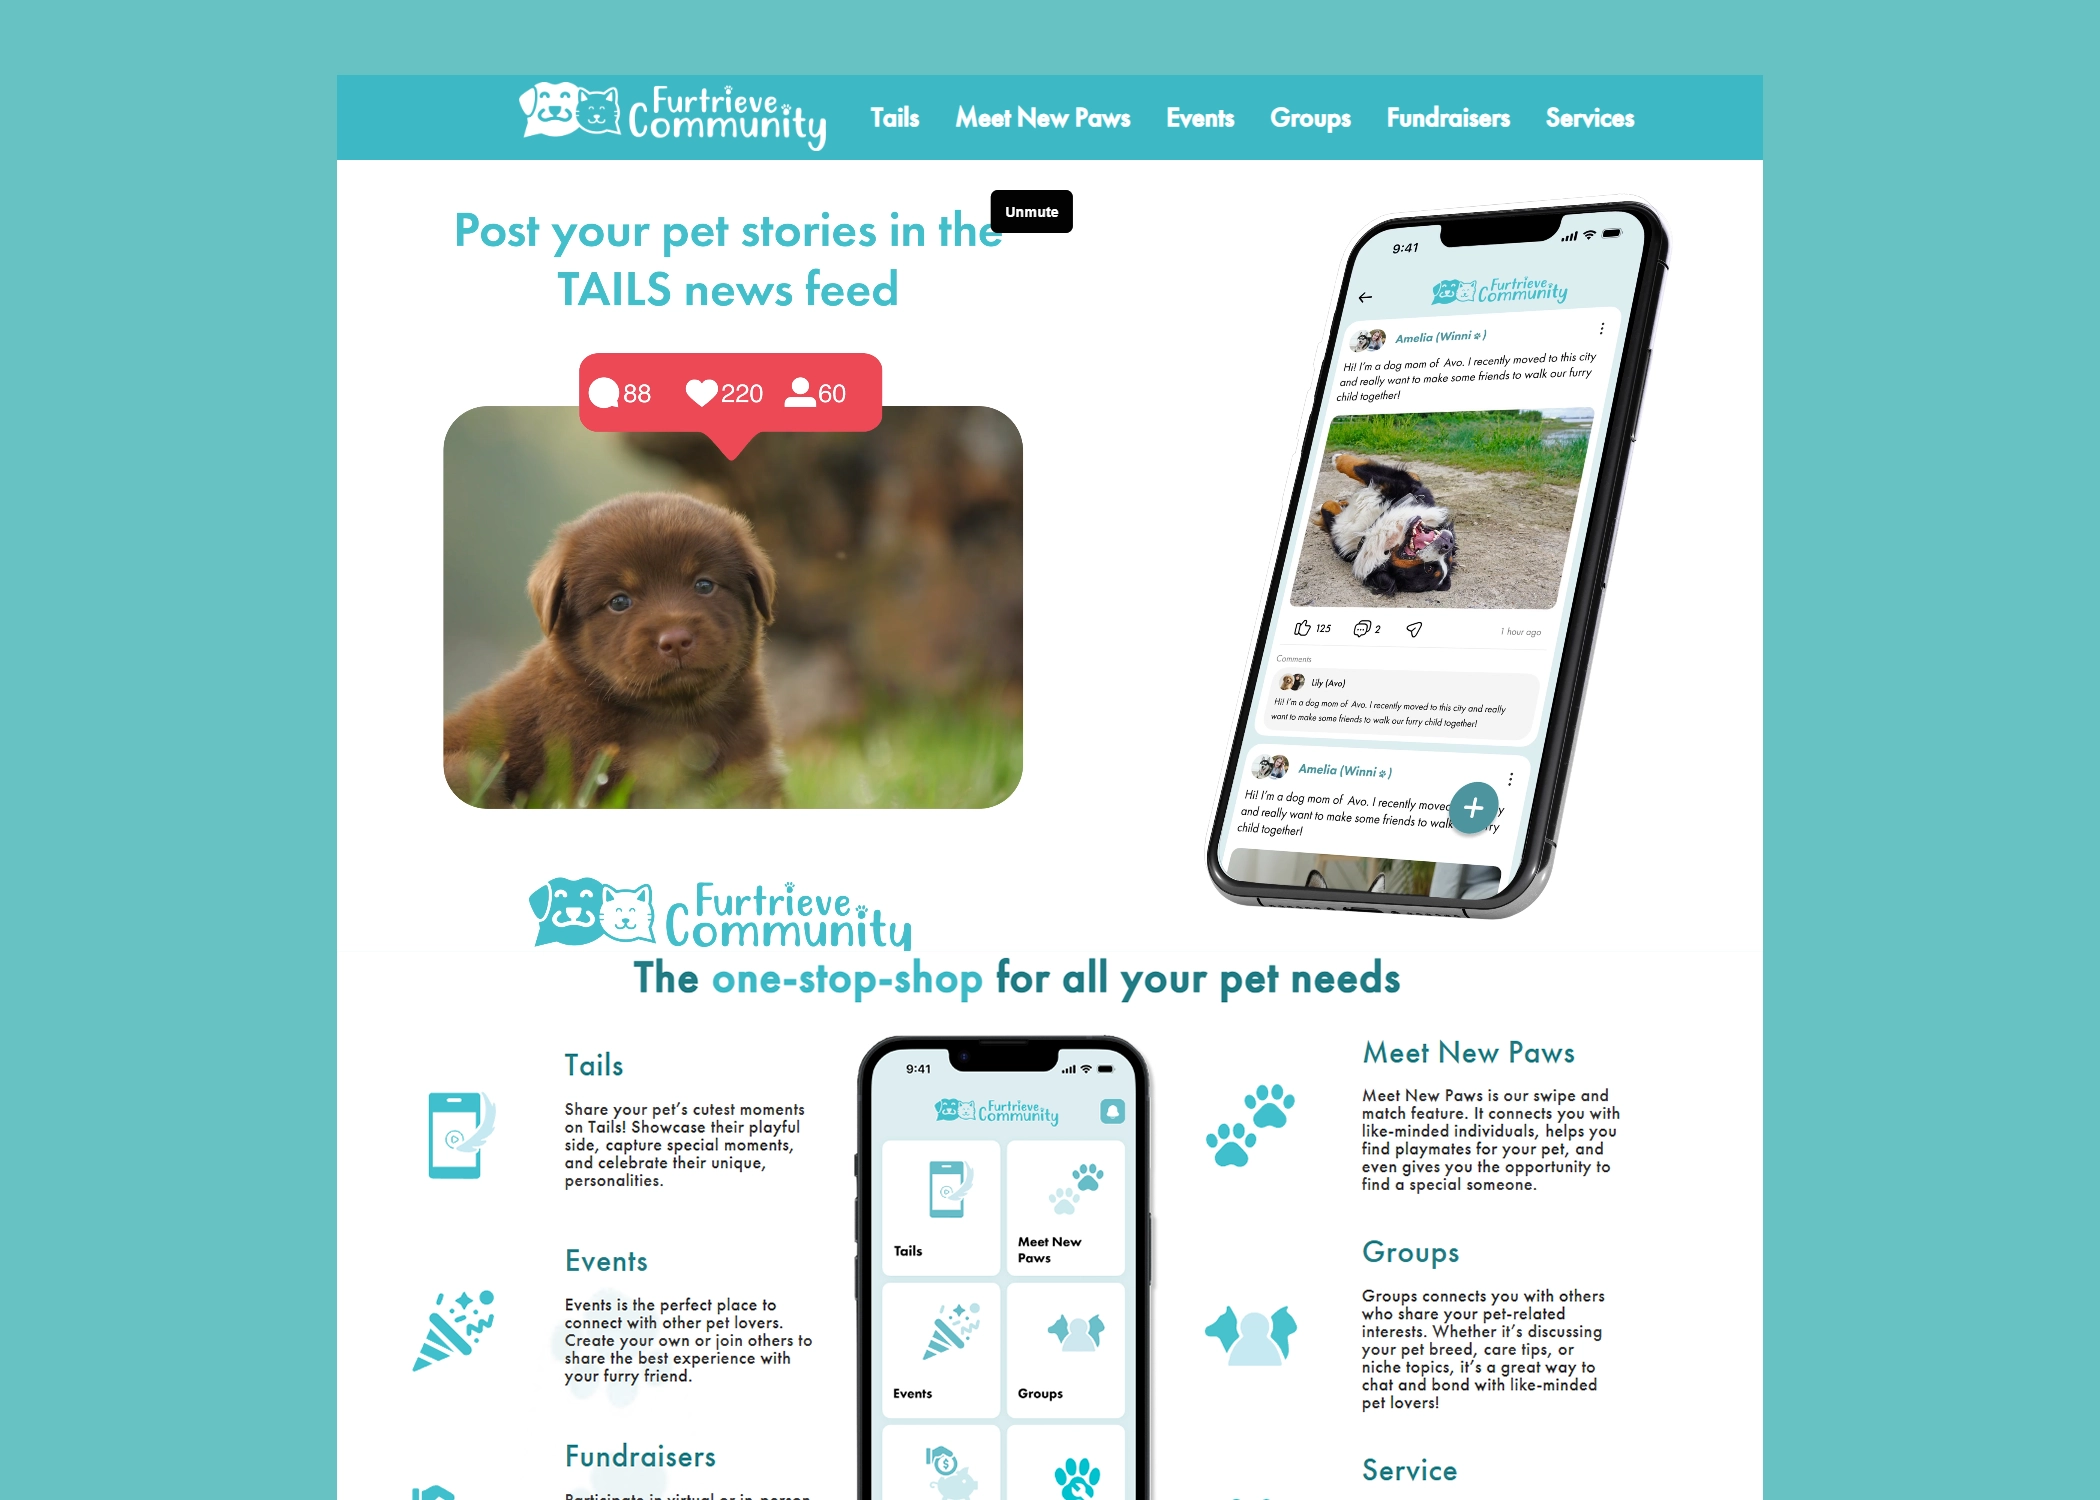 Furtrieve
Community
Tails
Meet New Paws
Events
Groups
Fundraisers
Services
Post your pet stories in the
TAILS news feed
Unmute
88
220
60
9:41
Furtrieve
Community
Amelia (Winni)
Hi! I'm a dog mom of Avo. I recently moved to this city
and really want to make some friends to walk our furry
child together!
125
2
1 hour ago
Comments
Lily (Avo)
Hi! I'm a dog mom of Avo. I recently moved to this city and really
want to make some friends to walk our furry child together!
Amelia (Winni)
Hi! I'm a dog mom of Avo. I recently moved
and really want to make some friends to walk
child together!
Furtrieve
Community
The one-stop-shop for all your pet needs
Tails
Share your pet's cutest moments
on Tails! Showcase their playful
side, capture special moments,
and celebrate their unique,
personalities.
Events
Events is the perfect place to
connect with other pet lovers.
Create your own or join others to
share the best experience with
your furry friend.
Fundraisers
Participate in virtual or in-person
9:41
Furtrieve
Community
Tails
Meet New
Paws
Events
Groups
Meet New Paws
Meet New Paws is our swipe and
match feature. It connects you with
like-minded individuals, helps you
find playmates for your pet, and
even gives you the opportunity to
find a special someone.
Groups
Groups connects you with others
who share your pet-related
interests. Whether it's discussing
your pet breed, care tips, or
niche topics, it's a great way to
chat and bond with like-minded
pet lovers!
Service